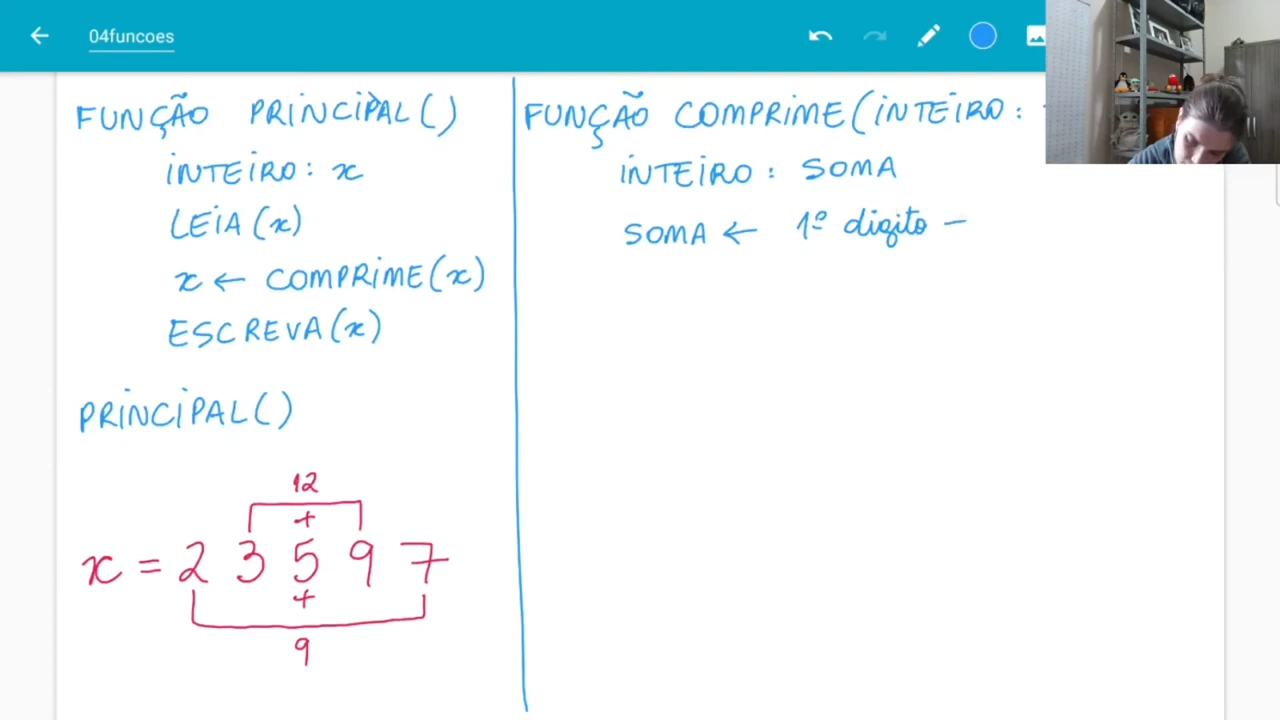 04funcoes
FUNÇÃO PRINCIPAL()
INTEIRO: x
LEIA(x)
x ← COMPRIME(x)
ESCREVA(x)
PRINCIPAL()
12
+
x = 2 3 5 9 7
+
9
FUNÇÃO COMPRIME(INTEIRO:
INTEIRO: SOMA
SOMA ← 1º digito –